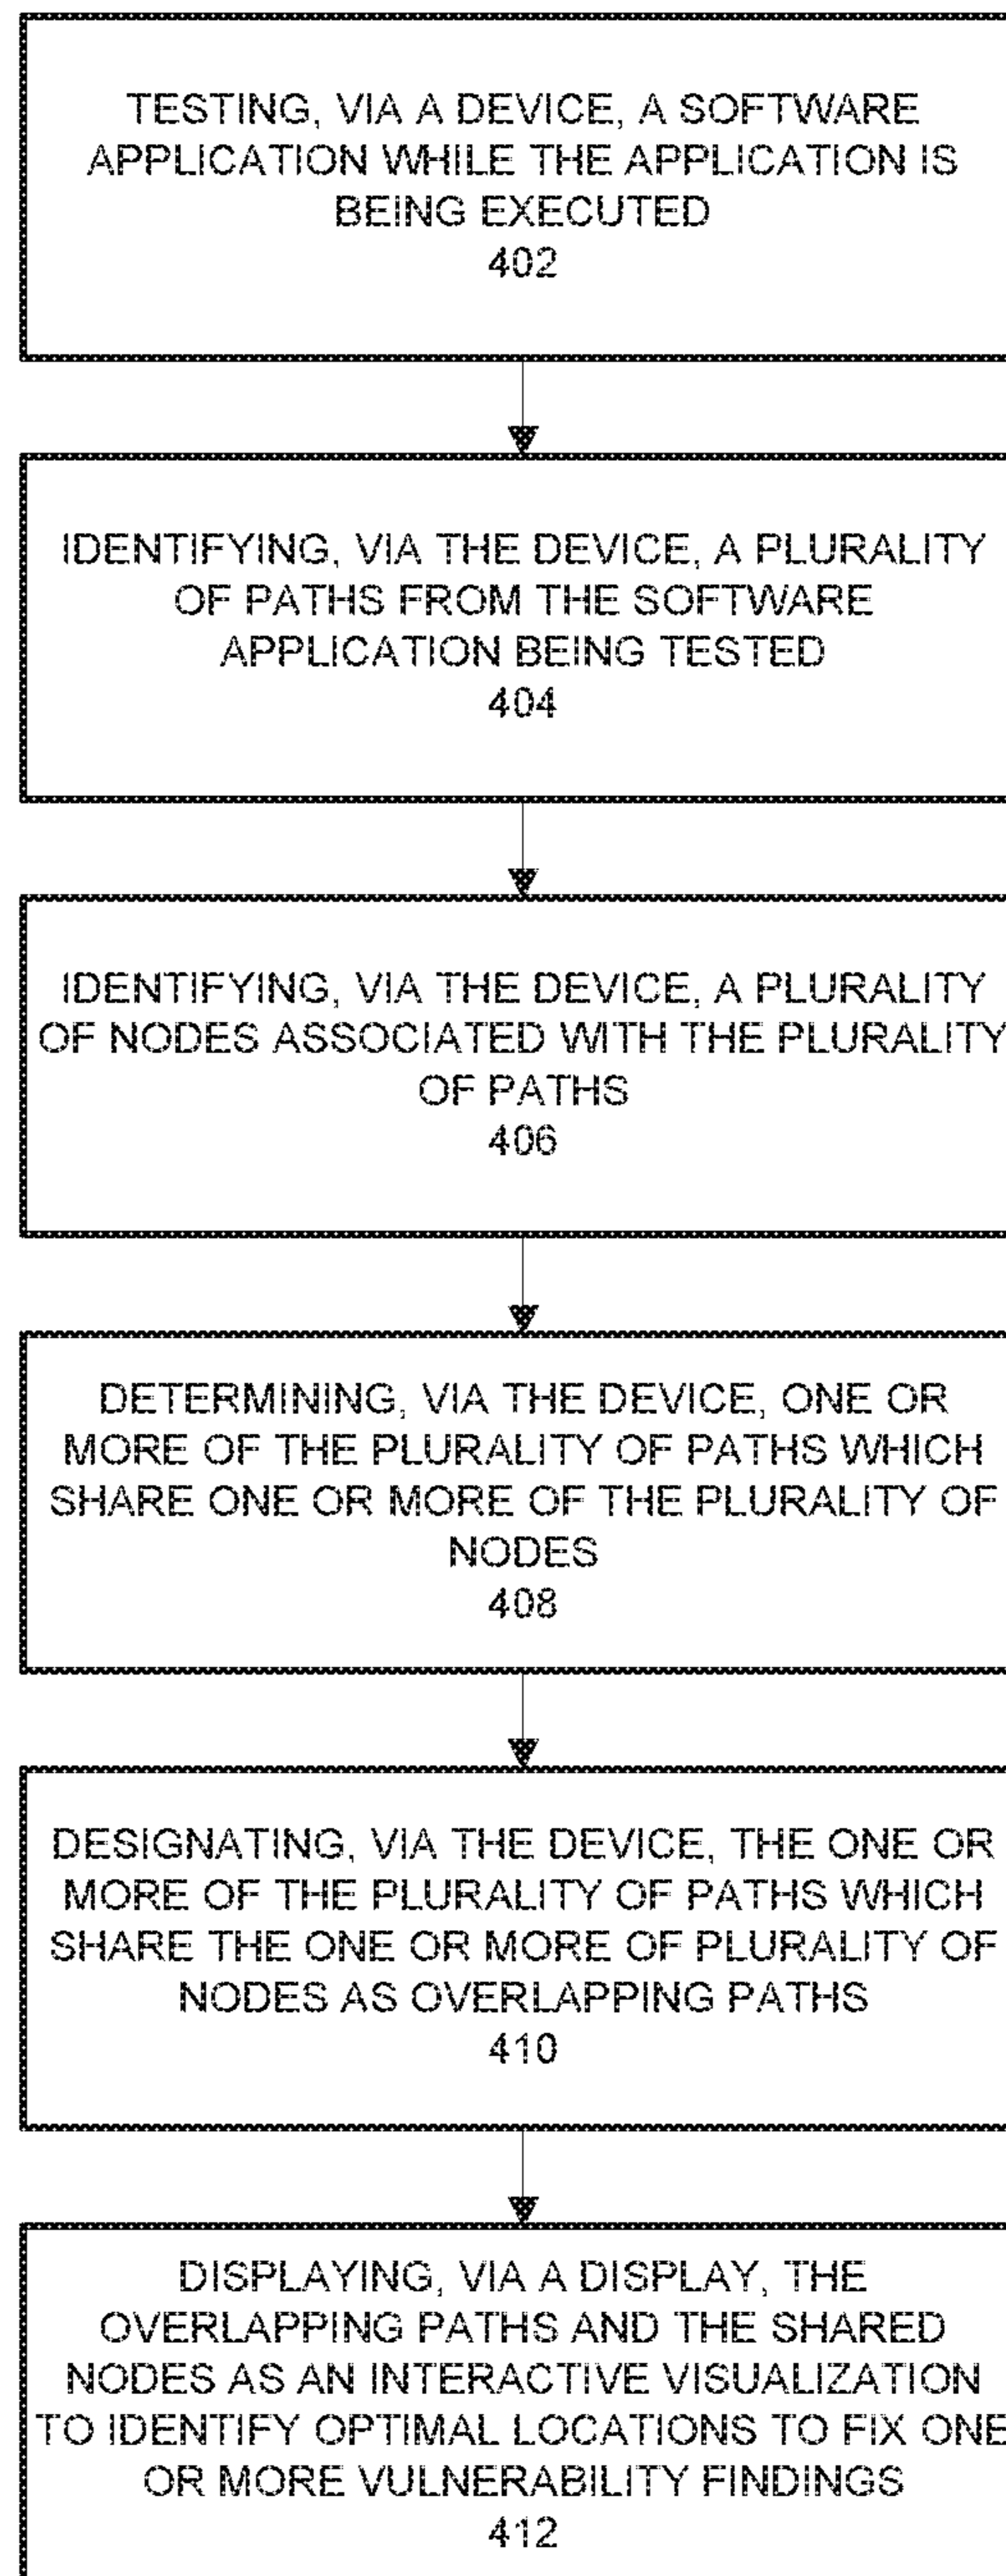 TESTING, VIA A DEVICE, A SOFTWARE
APPLICATION WHILE THE APPLICATION IS
BEING EXECUTED
402
IDENTIFYING, VIA THE DEVICE, A PLURALITY
OF PATHS FROM THE SOFTWARE
APPLICATION BEING TESTED
404
IDENTIFYING, VIA THE DEVICE, A PLURALITY
OF NODES ASSOCIATED WITH THE PLURALITY
OF PATHS
406
DETERMINING, VIA THE DEVICE, ONE OR
MORE OF THE PLURALITY OF PATHS WHICH
SHARE ONE OR MORE OF THE PLURALITY OF
NODES
408
DESIGNATING, VIA THE DEVICE, THE ONE OR
MORE OF THE PLURALITY OF PATHS WHICH
SHARE THE ONE OR MORE OF PLURALITY OF
NODES AS OVERLAPPING PATHS
410
DISPLAYING, VIA A DISPLAY, THE
OVERLAPPING PATHS AND THE SHARED
NODES AS AN INTERACTIVE VISUALIZATION
TO IDENTIFY OPTIMAL LOCATIONS TO FIX ONE
OR MORE VULNERABILITY FINDINGS
412